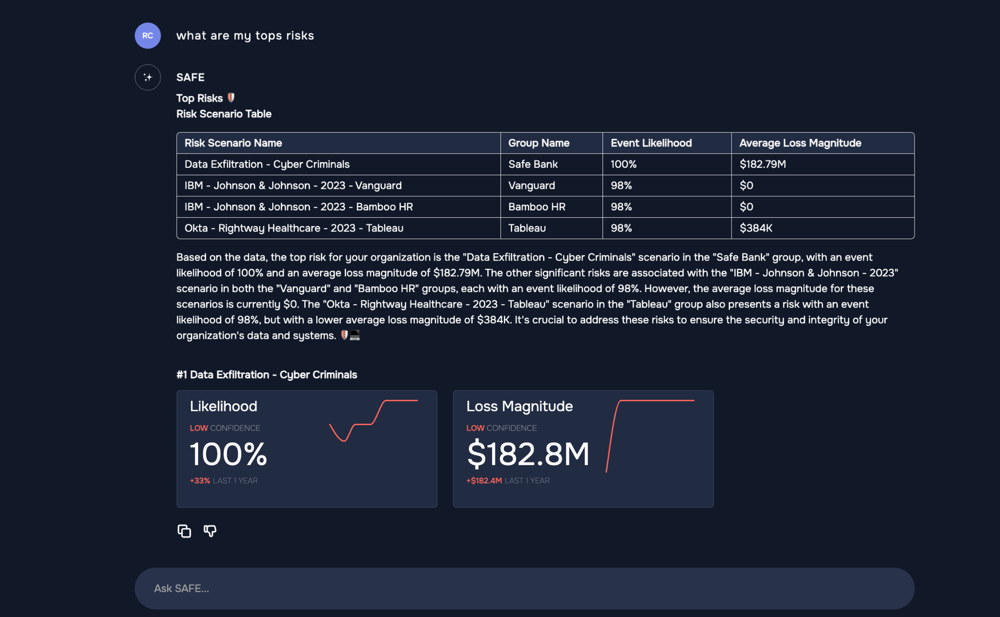 RC
what are my tops risks
SAFE
Top Risks
Risk Scenario Table
Risk Scenario Name Group Name Event Likelihood Average Loss Magnitude
Data Exfiltration - Cyber Criminals Safe Bank 100% $182.79M
IBM - Johnson & Johnson - 2023 - Vanguard Vanguard 98% $0
IBM - Johnson & Johnson - 2023 - Bamboo HR Bamboo HR 98% $0
Okta - Rightway Healthcare - 2023 - Tableau Tableau 98% $384K
Based on the data, the top risk for your organization is the "Data Exfiltration - Cyber Criminals" scenario in the "Safe Bank" group, with an event
likelihood of 100% and an average loss magnitude of $182.79M. The other significant risks are associated with the "IBM - Johnson & Johnson - 2023"
scenario in both the "Vanguard" and "Bamboo HR" groups, each with an event likelihood of 98%. However, the average loss magnitude for these
scenarios is currently $0. The "Okta - Rightway Healthcare - 2023 - Tableau" scenario in the "Tableau" group also presents a risk with an event
likelihood of 98%, but with a lower average loss magnitude of $384K. It's crucial to address these risks to ensure the security and integrity of your
organization's data and systems.
#1 Data Exfiltration - Cyber Criminals
Likelihood
LOW CONFIDENCE
100%
+33% LAST 1 YEAR
Loss Magnitude
LOW CONFIDENCE
$182.8M
+$182.4M LAST 1 YEAR
Ask SAFE...